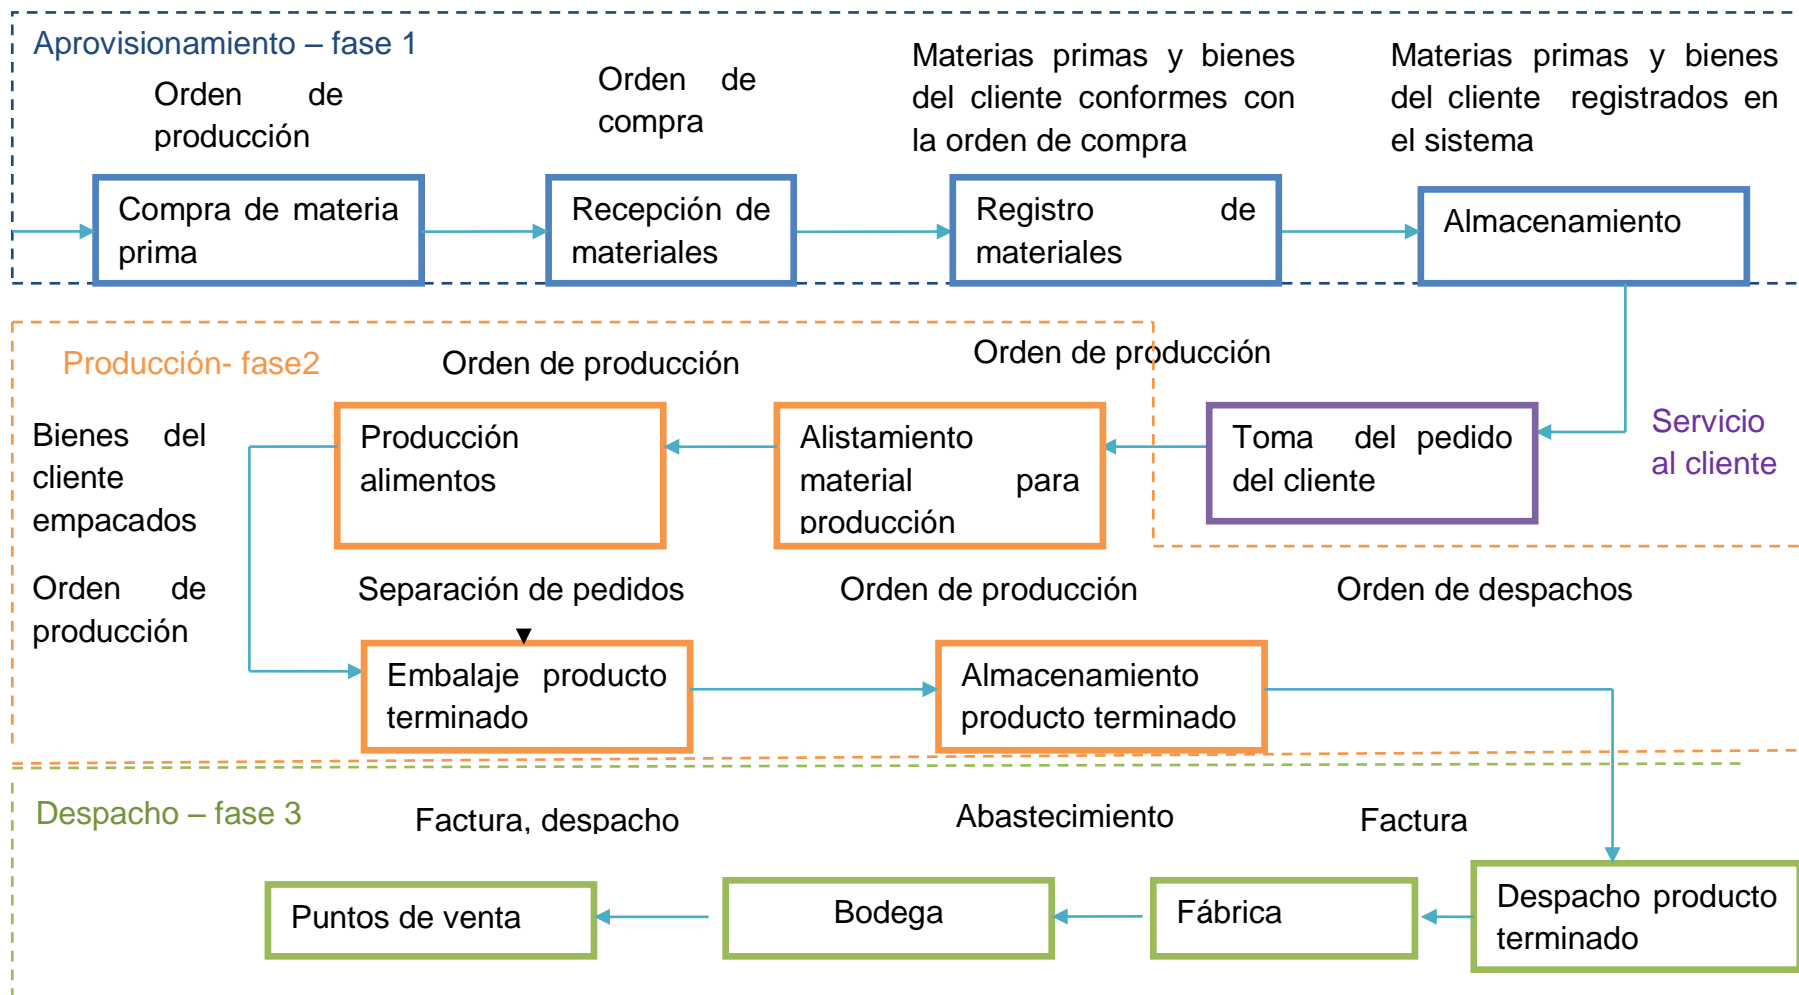 Aprovisionamiento – fase 1
Orden de
producción
Orden de
compra
Materias primas y bienes
del cliente conformes con
la orden de compra
Materias primas y bienes
del cliente registrados en
el sistema
Compra de materia
prima
Recepción de
materiales
Registro de
materiales
Almacenamiento
Producción- fase2
Orden de producción
Orden de producción
Bienes del
cliente
empacados
Producción
alimentos
Alistamiento
material para
producción
Toma del pedido
del cliente
Servicio
al cliente
Orden de
producción
Separación de pedidos
Orden de producción
Orden de despachos
Embalaje producto
terminado
Almacenamiento
producto terminado
Despacho – fase 3
Factura, despacho
Abastecimiento
Factura
Puntos de venta
Bodega
Fábrica
Despacho producto
terminado